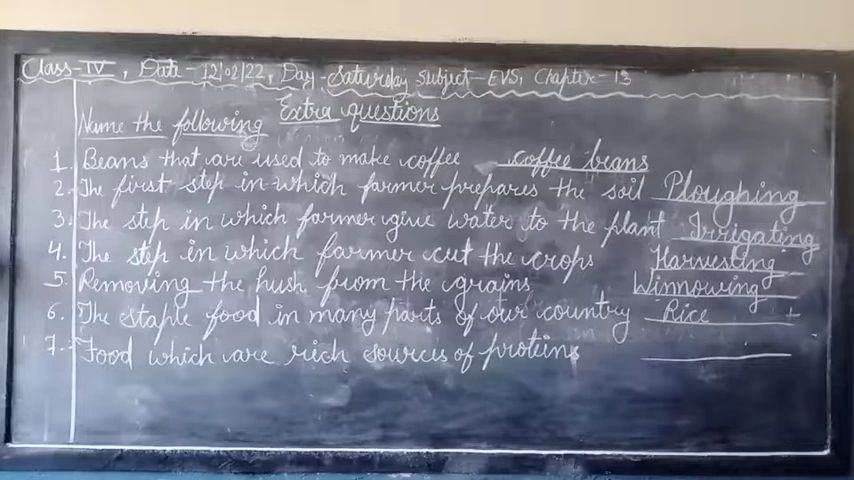 Class-IV, Date-12/02/22, Day-Saturday Subject-EVS, Chapter-13
Extra questions
Name the following
1. Beans that are used to make coffee coffee beans
2. The first step in which farmer prepares the soil Ploughing
3. The step in which farmer give water to the plant Irrigating
4. The step in which farmer cut the crops Harvesting
5. Removing the husk from the grains Winnowing
6. The staple food in many parts of our country Rice
7. Food which are rich sources of proteins